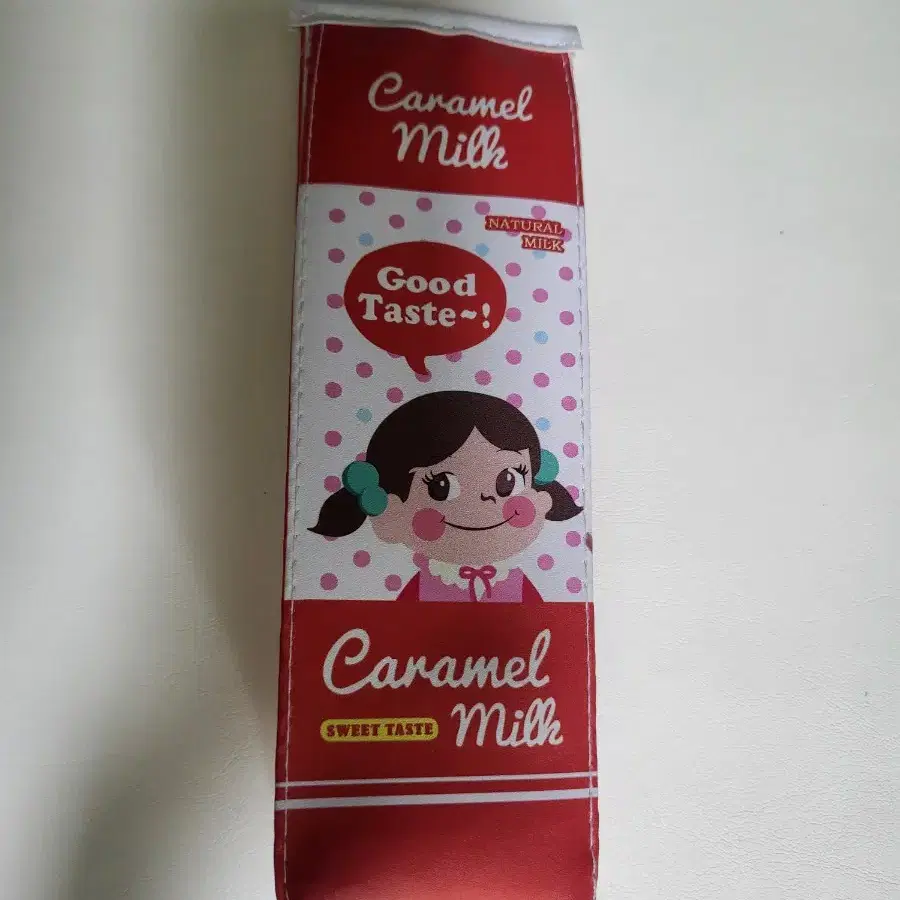 Caramel
Milk
NATURAL
MILK
Good
Taste~!
Caramel
SWEET TASTE
Milk